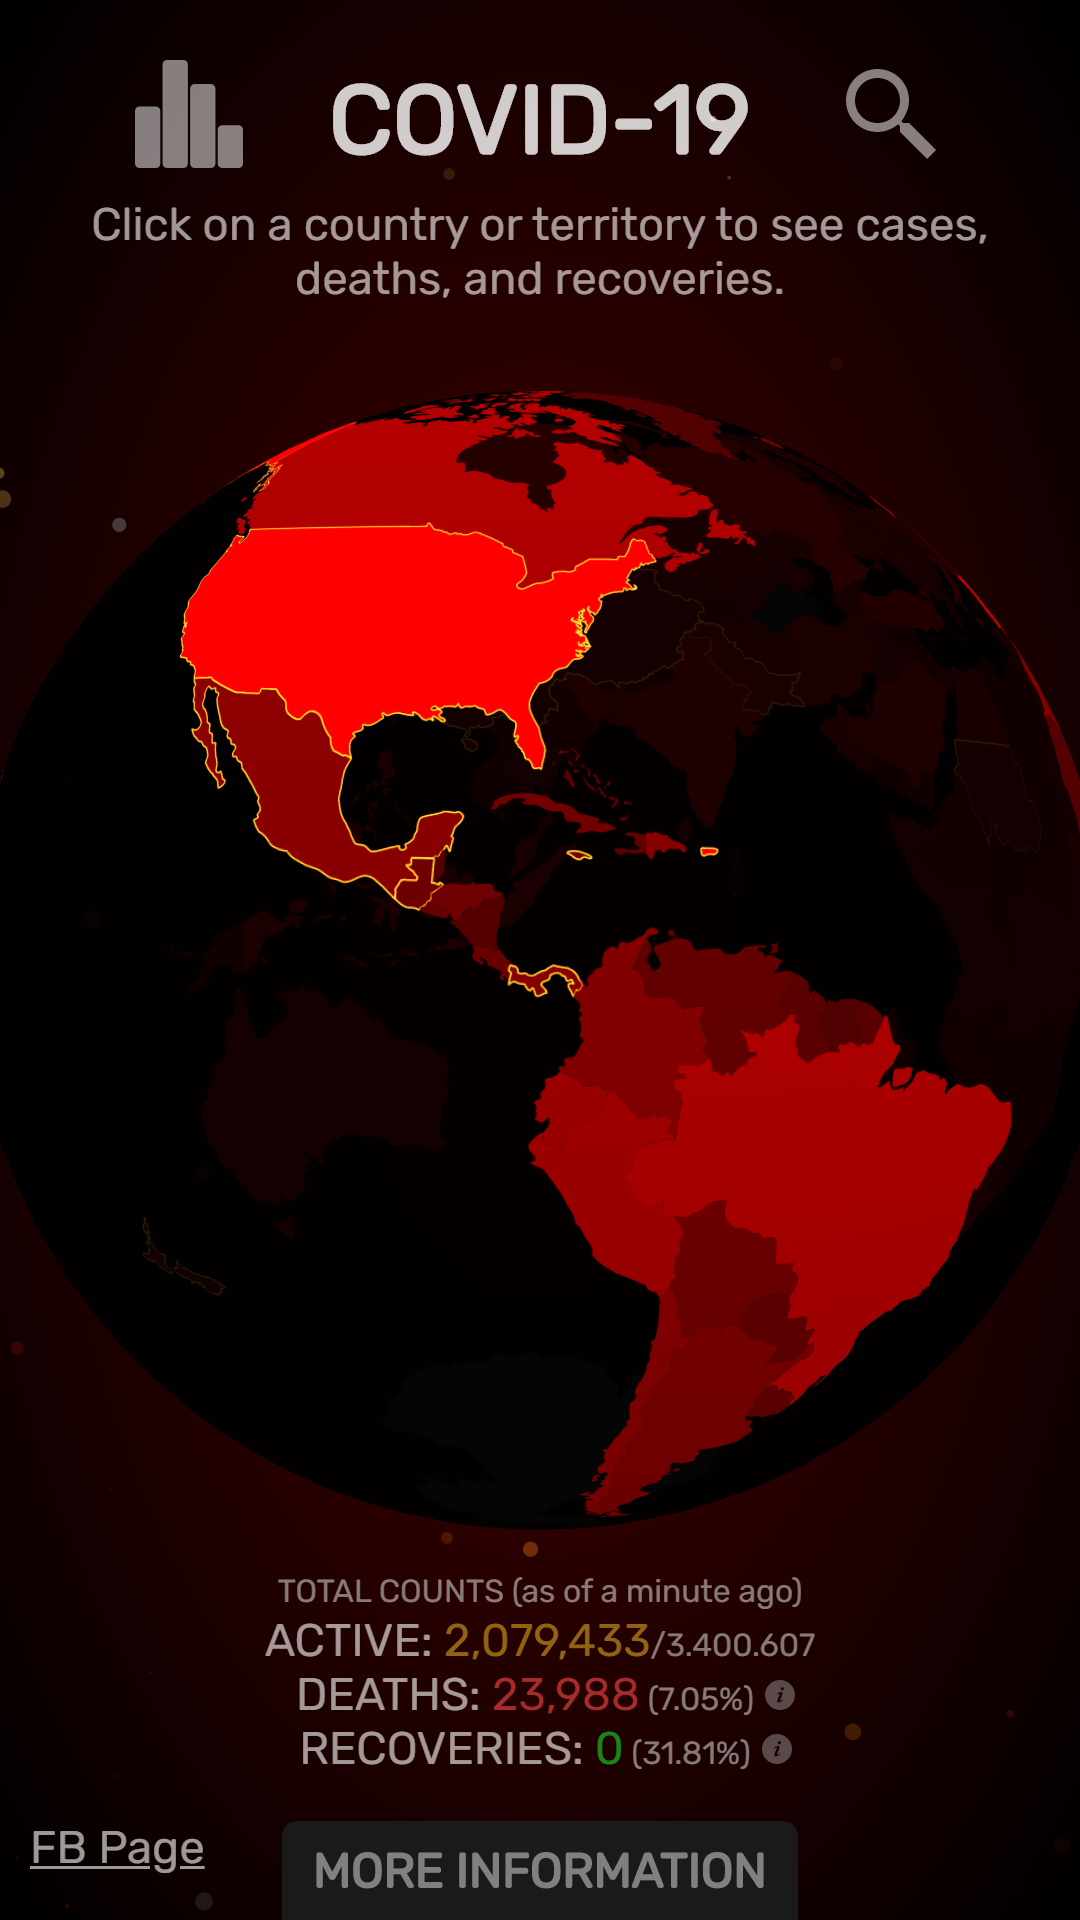 COVID-19
Click on a country or territory to see cases,
deaths, and recoveries.
TOTAL COUNTS (as of a minute ago)
ACTIVE: 2,079,433/3.400.607
DEATHS: 23,988 (7.05%) i
RECOVERIES: 0 (31.81%) i
FB Page
MORE INFORMATION